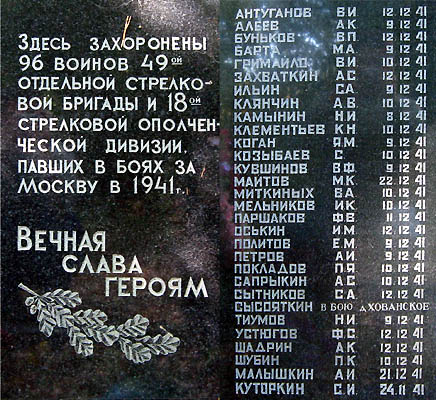 Здесь захоронены
96 воинов 49ой
отдельной стрелко-
вой бригады и 18ой
стрелковой ополчен-
ческой дивизии,
павших в боях за
Москву в 1941г.
Вечная
слава
героям
АНТУГАНОВ В И 12 12 41
АЛЕЕВ А К 12 12 41
БУНЬКОВ В П 12 12 41
БАРТА М А 9 12 41
ГРИМАЙЛО В И 10 12 41
ЗАХВАТКИН А С 12 12 41
ИЛЬИН С А 9 12 41
КЛЯНЧИН А В 10 12 41
КАМЫНИН Н И 8 12 41
КЛЕМЕНТЬЕВ К Н 10 12 41
КОГАН Я М 9 12 41
КОЗЫБАЕВ С 10 12 41
КУВШИНОВ В Ф 9 12 41
МАИТОВ М К 22 12 41
МИТКИНЫХ В А 10 12 41
МЕЛЬНИКОВ И К 10 12 41
ПАРШАКОВ Ф В 11 12 41
ОСЬКИН И М 12 12 41
ПОЛИТОВ Е М 9 12 41
ПЕТРОВ А И 9 12 41
ПОКЛАДОВ П Я 10 12 41
САПРЫКИН А С 10 12 41
СЫТНИКОВ С А 12 12 41
СЫСОЯТКИН В БОЮ Д ХОВАНСКОЕ
ТИУМОВ Н И 9 12 41
УСТЮГОВ Ф С 12 12 41
ЩАДРИН А К 12 12 41
ШУБИН П К 10 12 41
МАЛЫШКИН А И 21 12 41
КУТОРКИН С И 24 11 41